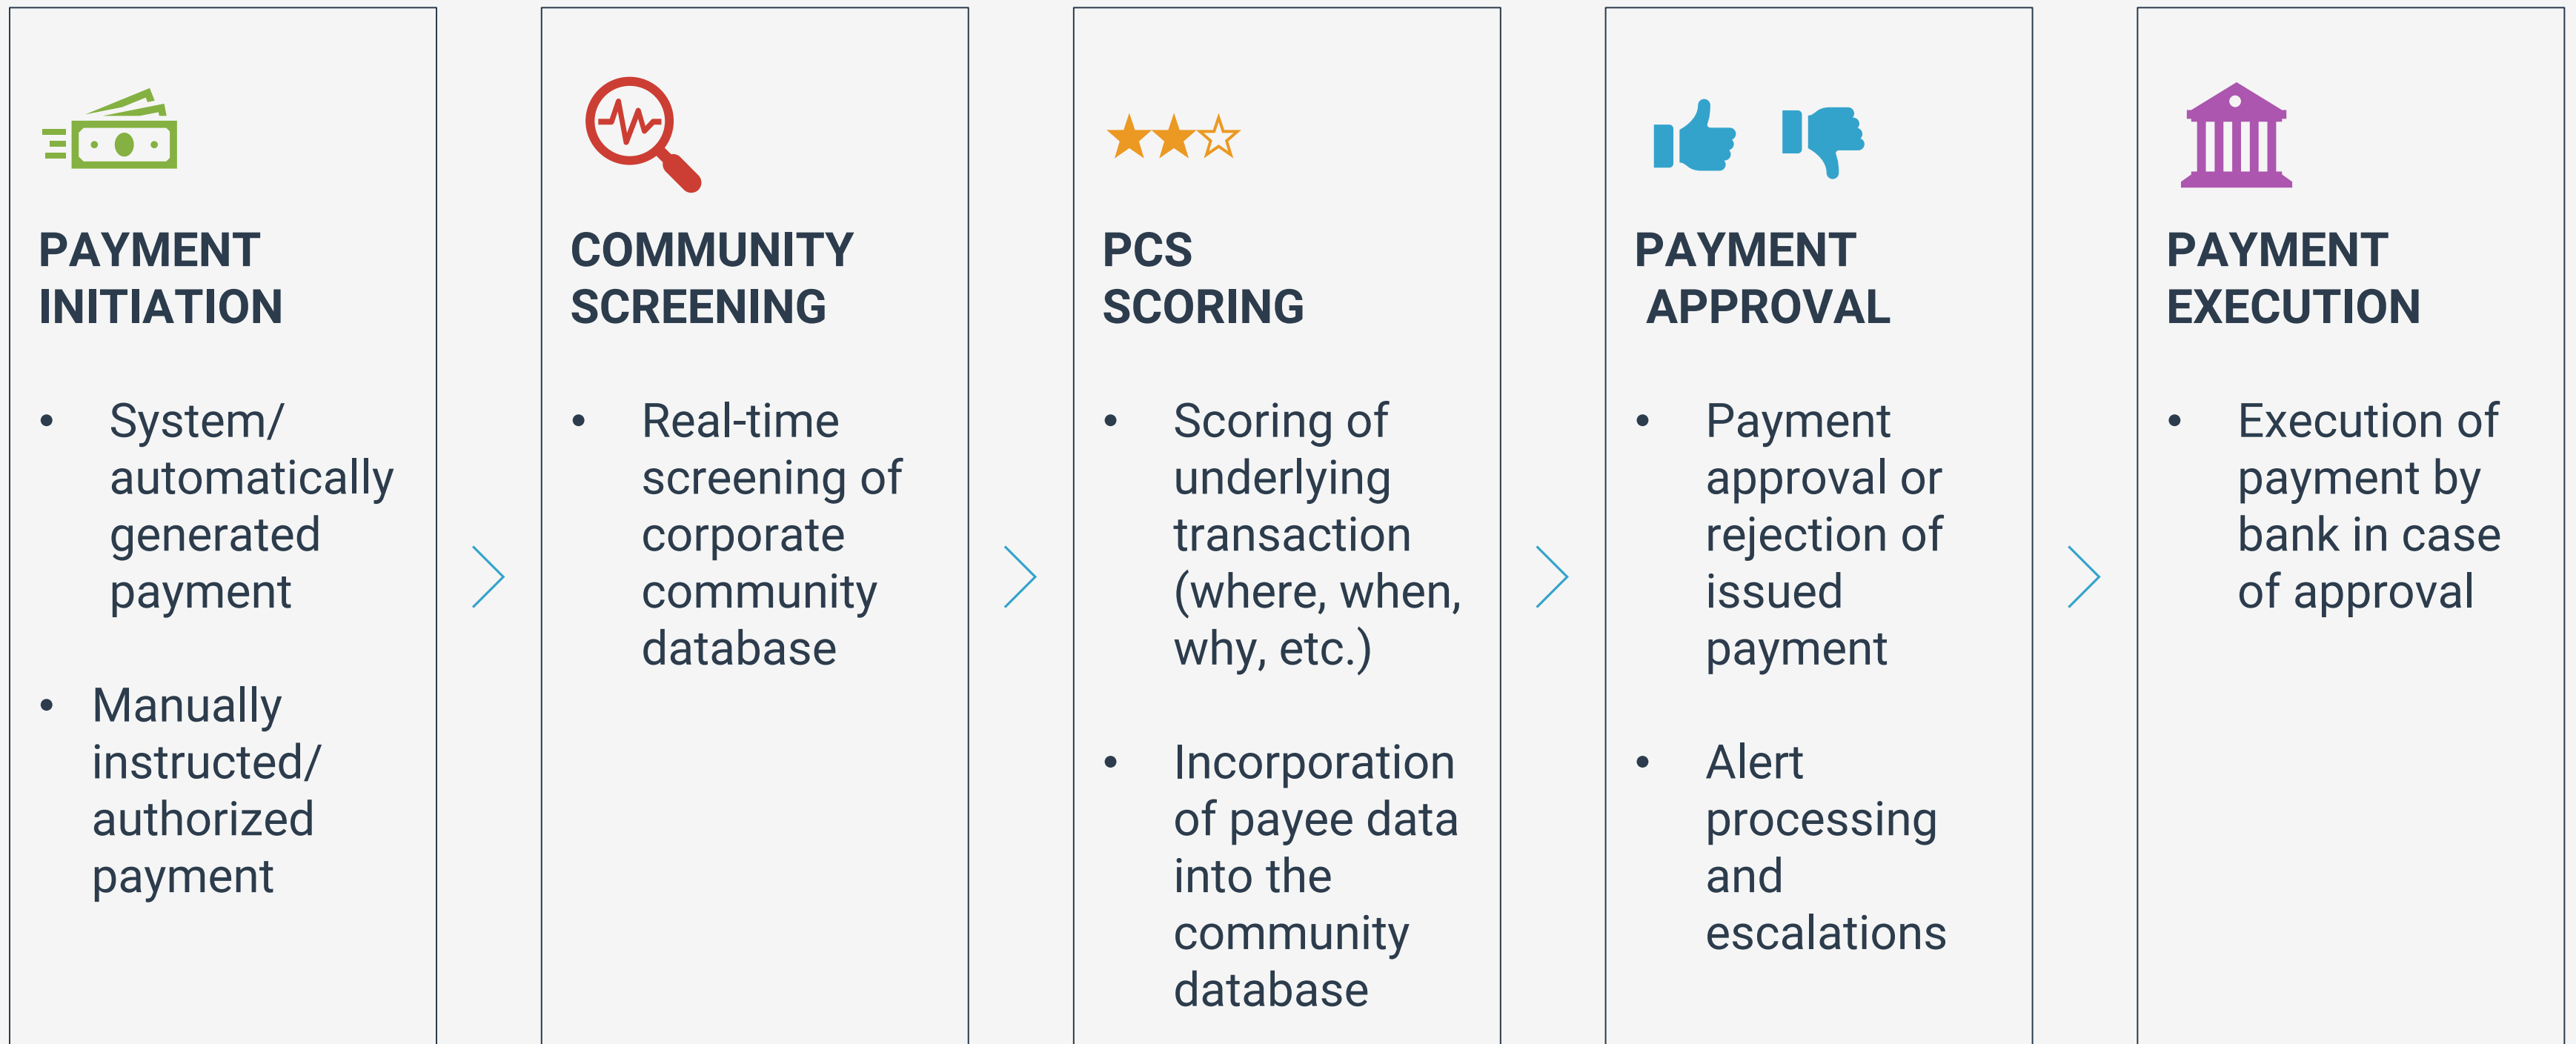 PAYMENT
INITIATION
• System/
automatically
generated
payment
• Manually
instructed/
authorized
payment
COMMUNITY
SCREENING
• Real-time
screening of
corporate
community
database
PCS
SCORING
• Scoring of
underlying
transaction
(where, when,
why, etc.)
• Incorporation
of payee data
into the
community
database
PAYMENT
APPROVAL
• Payment
approval or
rejection of
issued
payment
• Alert
processing
and
escalations
PAYMENT
EXECUTION
• Execution of
payment by
bank in case
of approval